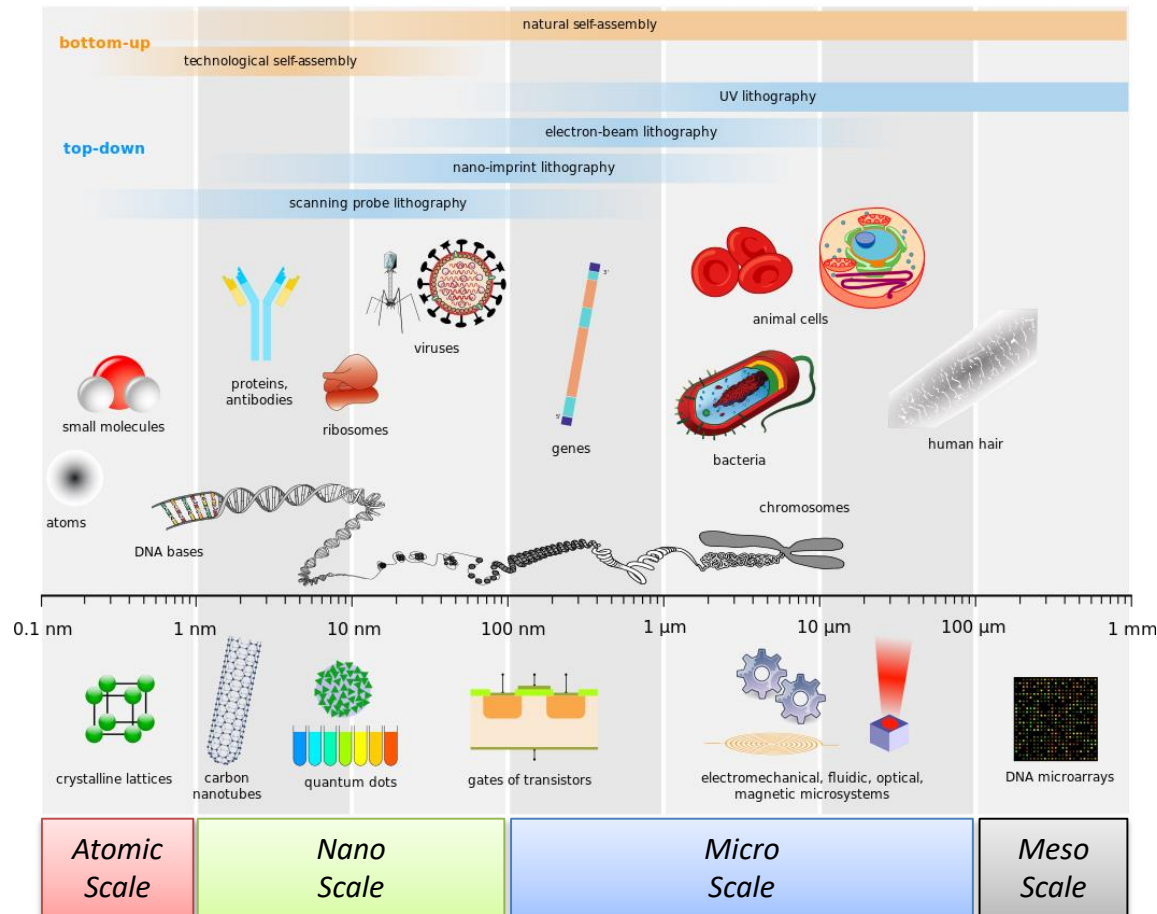 natural self-assembly
bottom-up
technological self-assembly
UV lithography
electron-beam lithography
top-down
nano-imprint lithography
scanning probe lithography
3'
animal cells
viruses
proteins,
antibodies
small molecules
ribosomes
5'
genes
bacteria
human hair
atoms
chromosomes
DNA bases
0.1 nm 1 nm 10 nm 100 nm 1 μm 10 μm 100 μm 1 mm
crystalline lattices
carbon
nanotubes
quantum dots
gates of transistors
electromechanical, fluidic, optical,
magnetic microsystems
DNA microarrays
Atomic
Scale
Nano
Scale
Micro
Scale
Meso
Scale